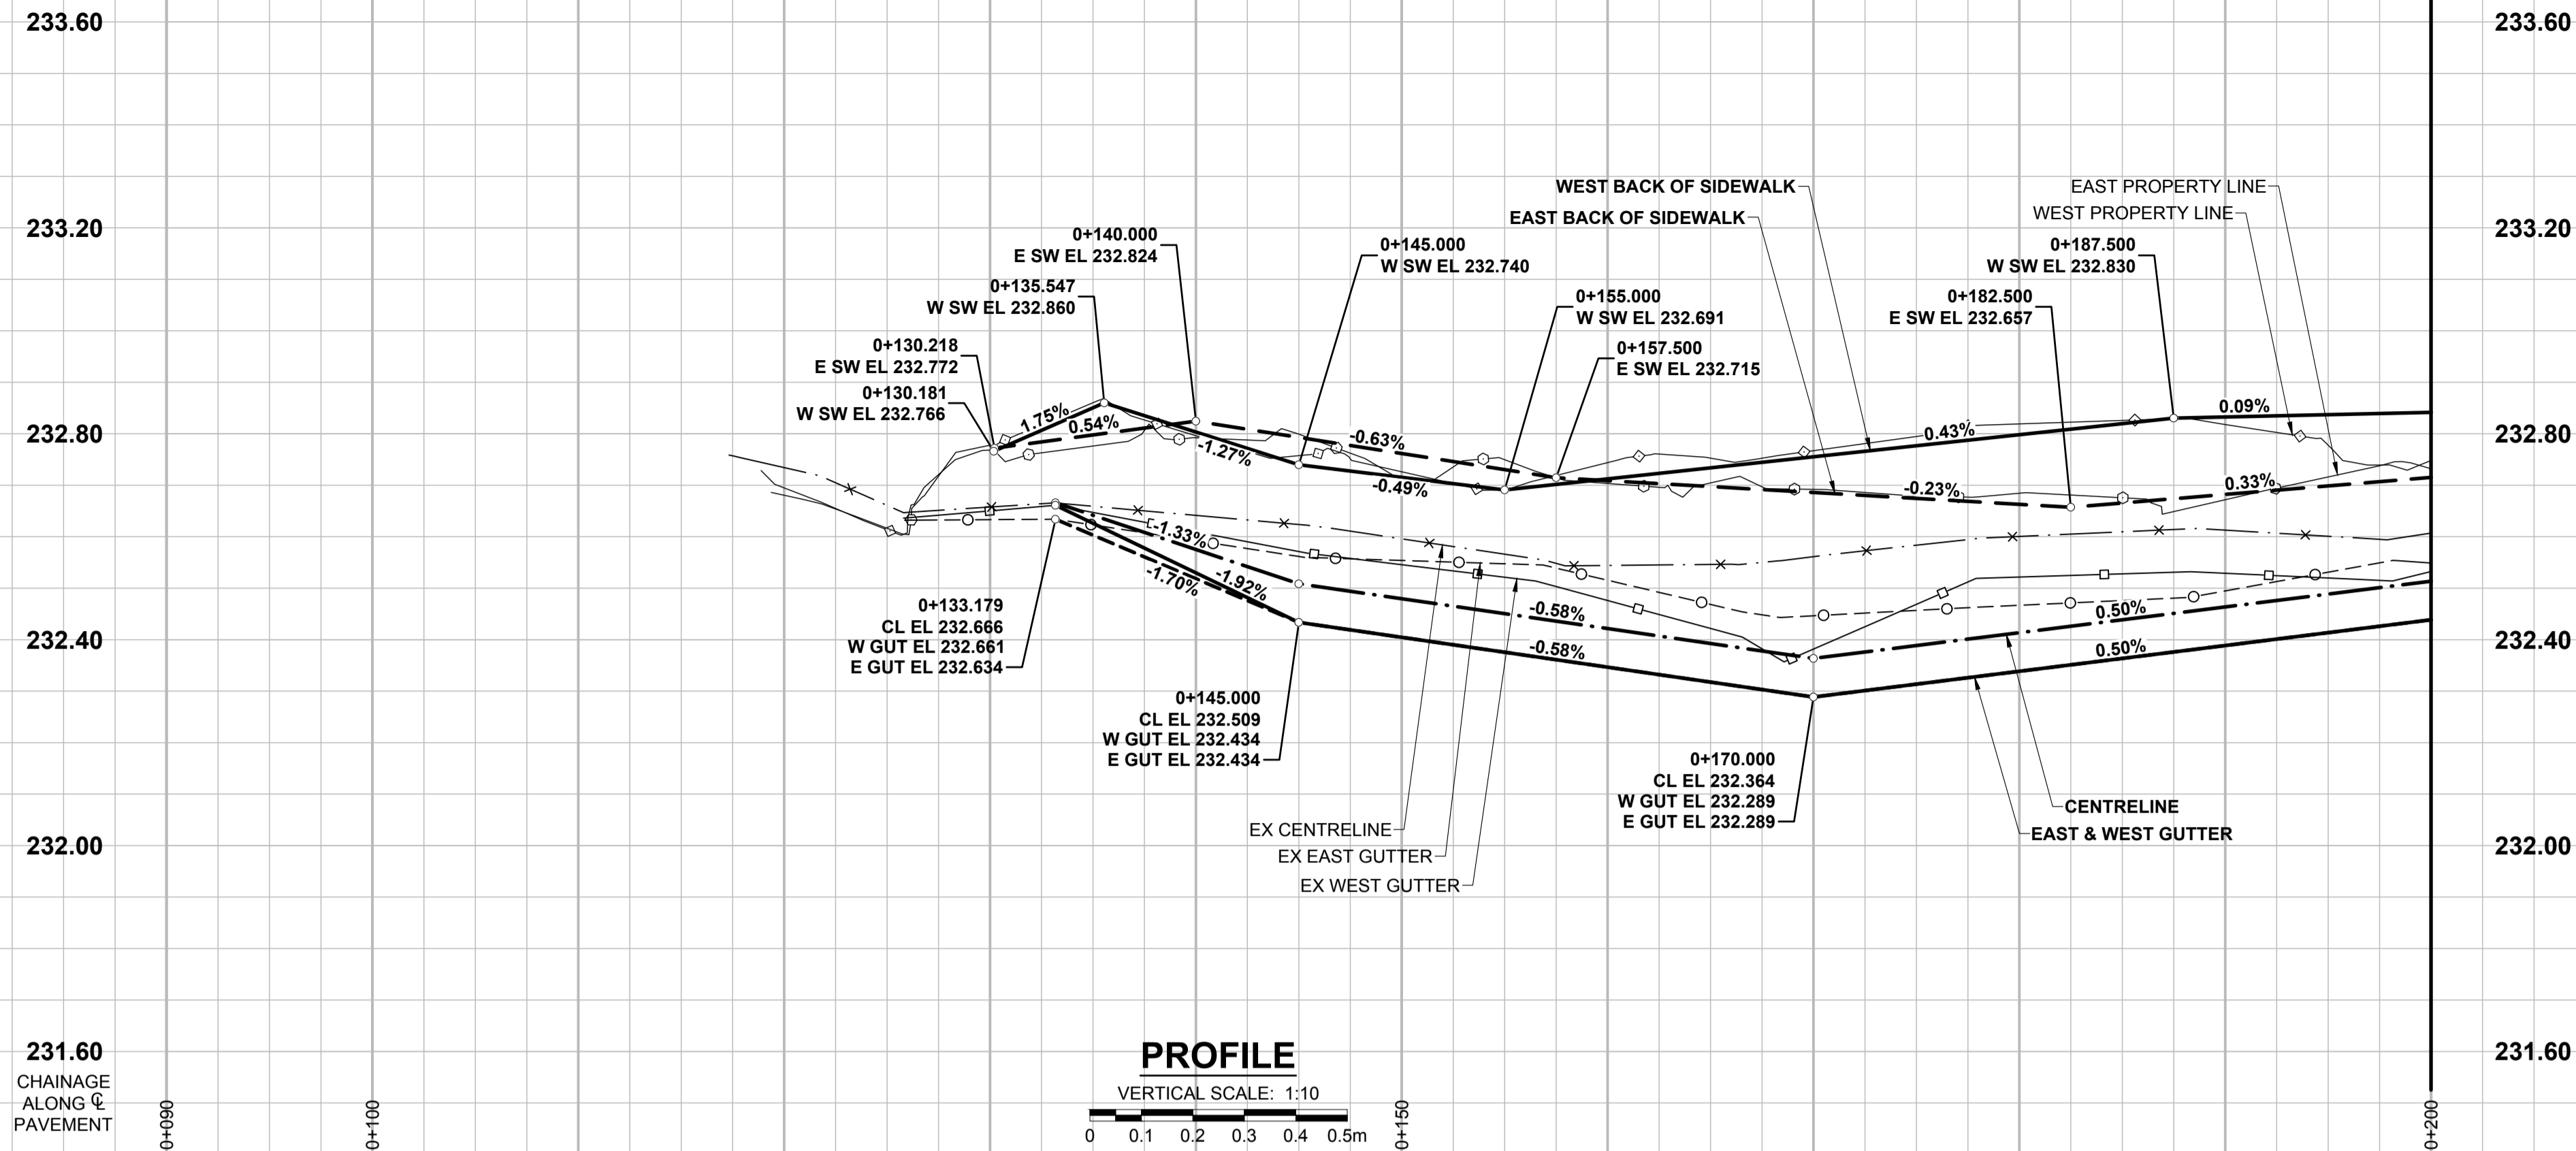 233.60
233.60
WEST BACK OF SIDEWALK
EAST PROPERTY LINE
EAST BACK OF SIDEWALK
WEST PROPERTY LINE
233.20
233.20
0+140.000
E SW EL 232.824
0+145.000
W SW EL 232.740
0+187.500
W SW EL 232.830
0+135.547
W SW EL 232.860
0+155.000
W SW EL 232.691
0+182.500
E SW EL 232.657
0+130.218
E SW EL 232.772
0+157.500
E SW EL 232.715
0+130.181
W SW EL 232.766
232.80
1.75%
0.54%
-1.27%
-0.63%
0.43%
0.09%
232.80
-0.49%
-0.23%
0.33%
-1.33%
-1.92%
-1.70%
0+133.179
CL EL 232.666
W GUT EL 232.661
E GUT EL 232.634
-0.58%
0.50%
232.40
-0.58%
0.50%
232.40
0+145.000
CL EL 232.509
W GUT EL 232.434
E GUT EL 232.434
0+170.000
CL EL 232.364
W GUT EL 232.289
E GUT EL 232.289
CENTRELINE
EAST & WEST GUTTER
EX CENTRELINE
EX EAST GUTTER
EX WEST GUTTER
232.00
232.00
231.60
231.60
PROFILE
VERTICAL SCALE: 1:10
0 0.1 0.2 0.3 0.4 0.5m
CHAINAGE
ALONG ℄
PAVEMENT
0+090
0+100
0+150
0+200